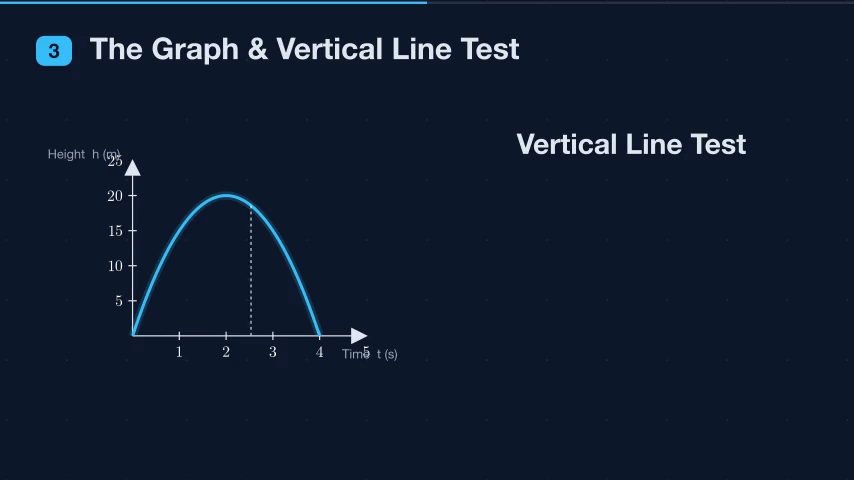 3 The Graph & Vertical Line Test
Vertical Line Test
Height h (m)
25
20
15
10
5
1 2 3 4 5
Time t (s)